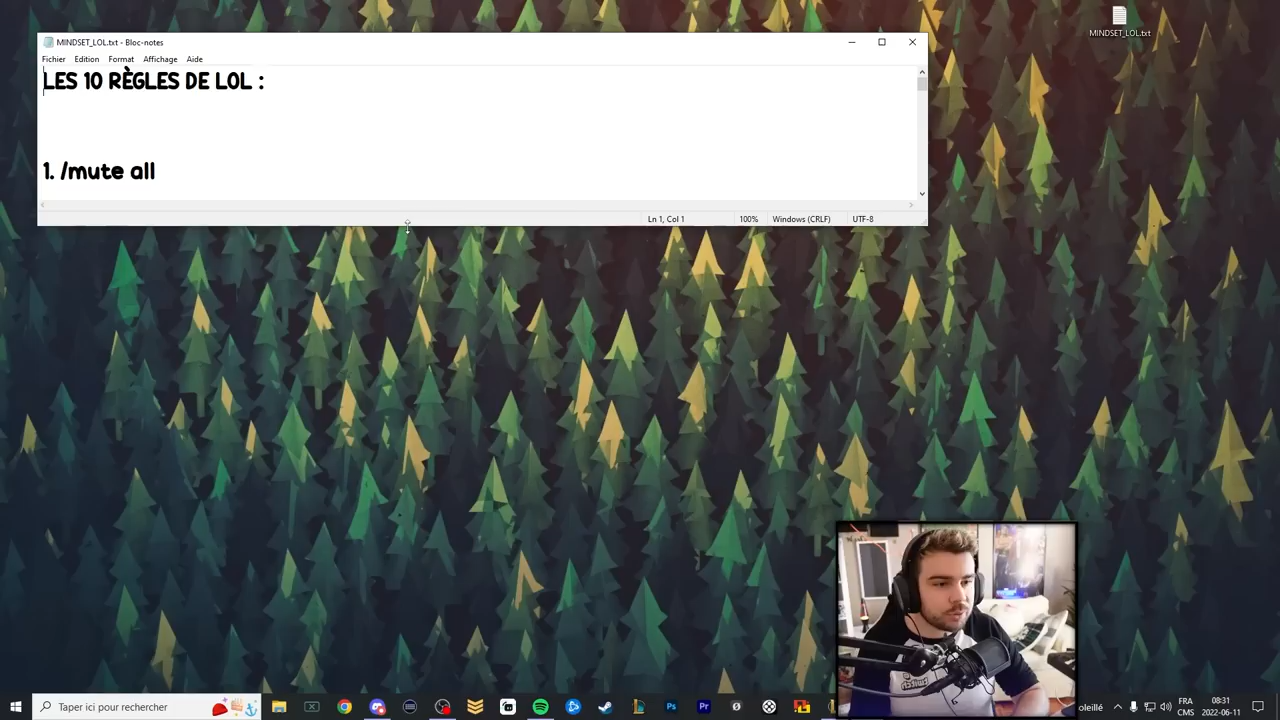 MINDSET_LOL.txt
MINDSET_LOL.txt - Bloc-notes
Fichier Edition Format Affichage Aide
LES 10 RÈGLES DE LOL :
1. /mute all
Ln 1, Col 1 100% Windows (CRLF) UTF-8
Taper ici pour rechercher
oleillé
FRA
CMS
08:31
2022-06-11